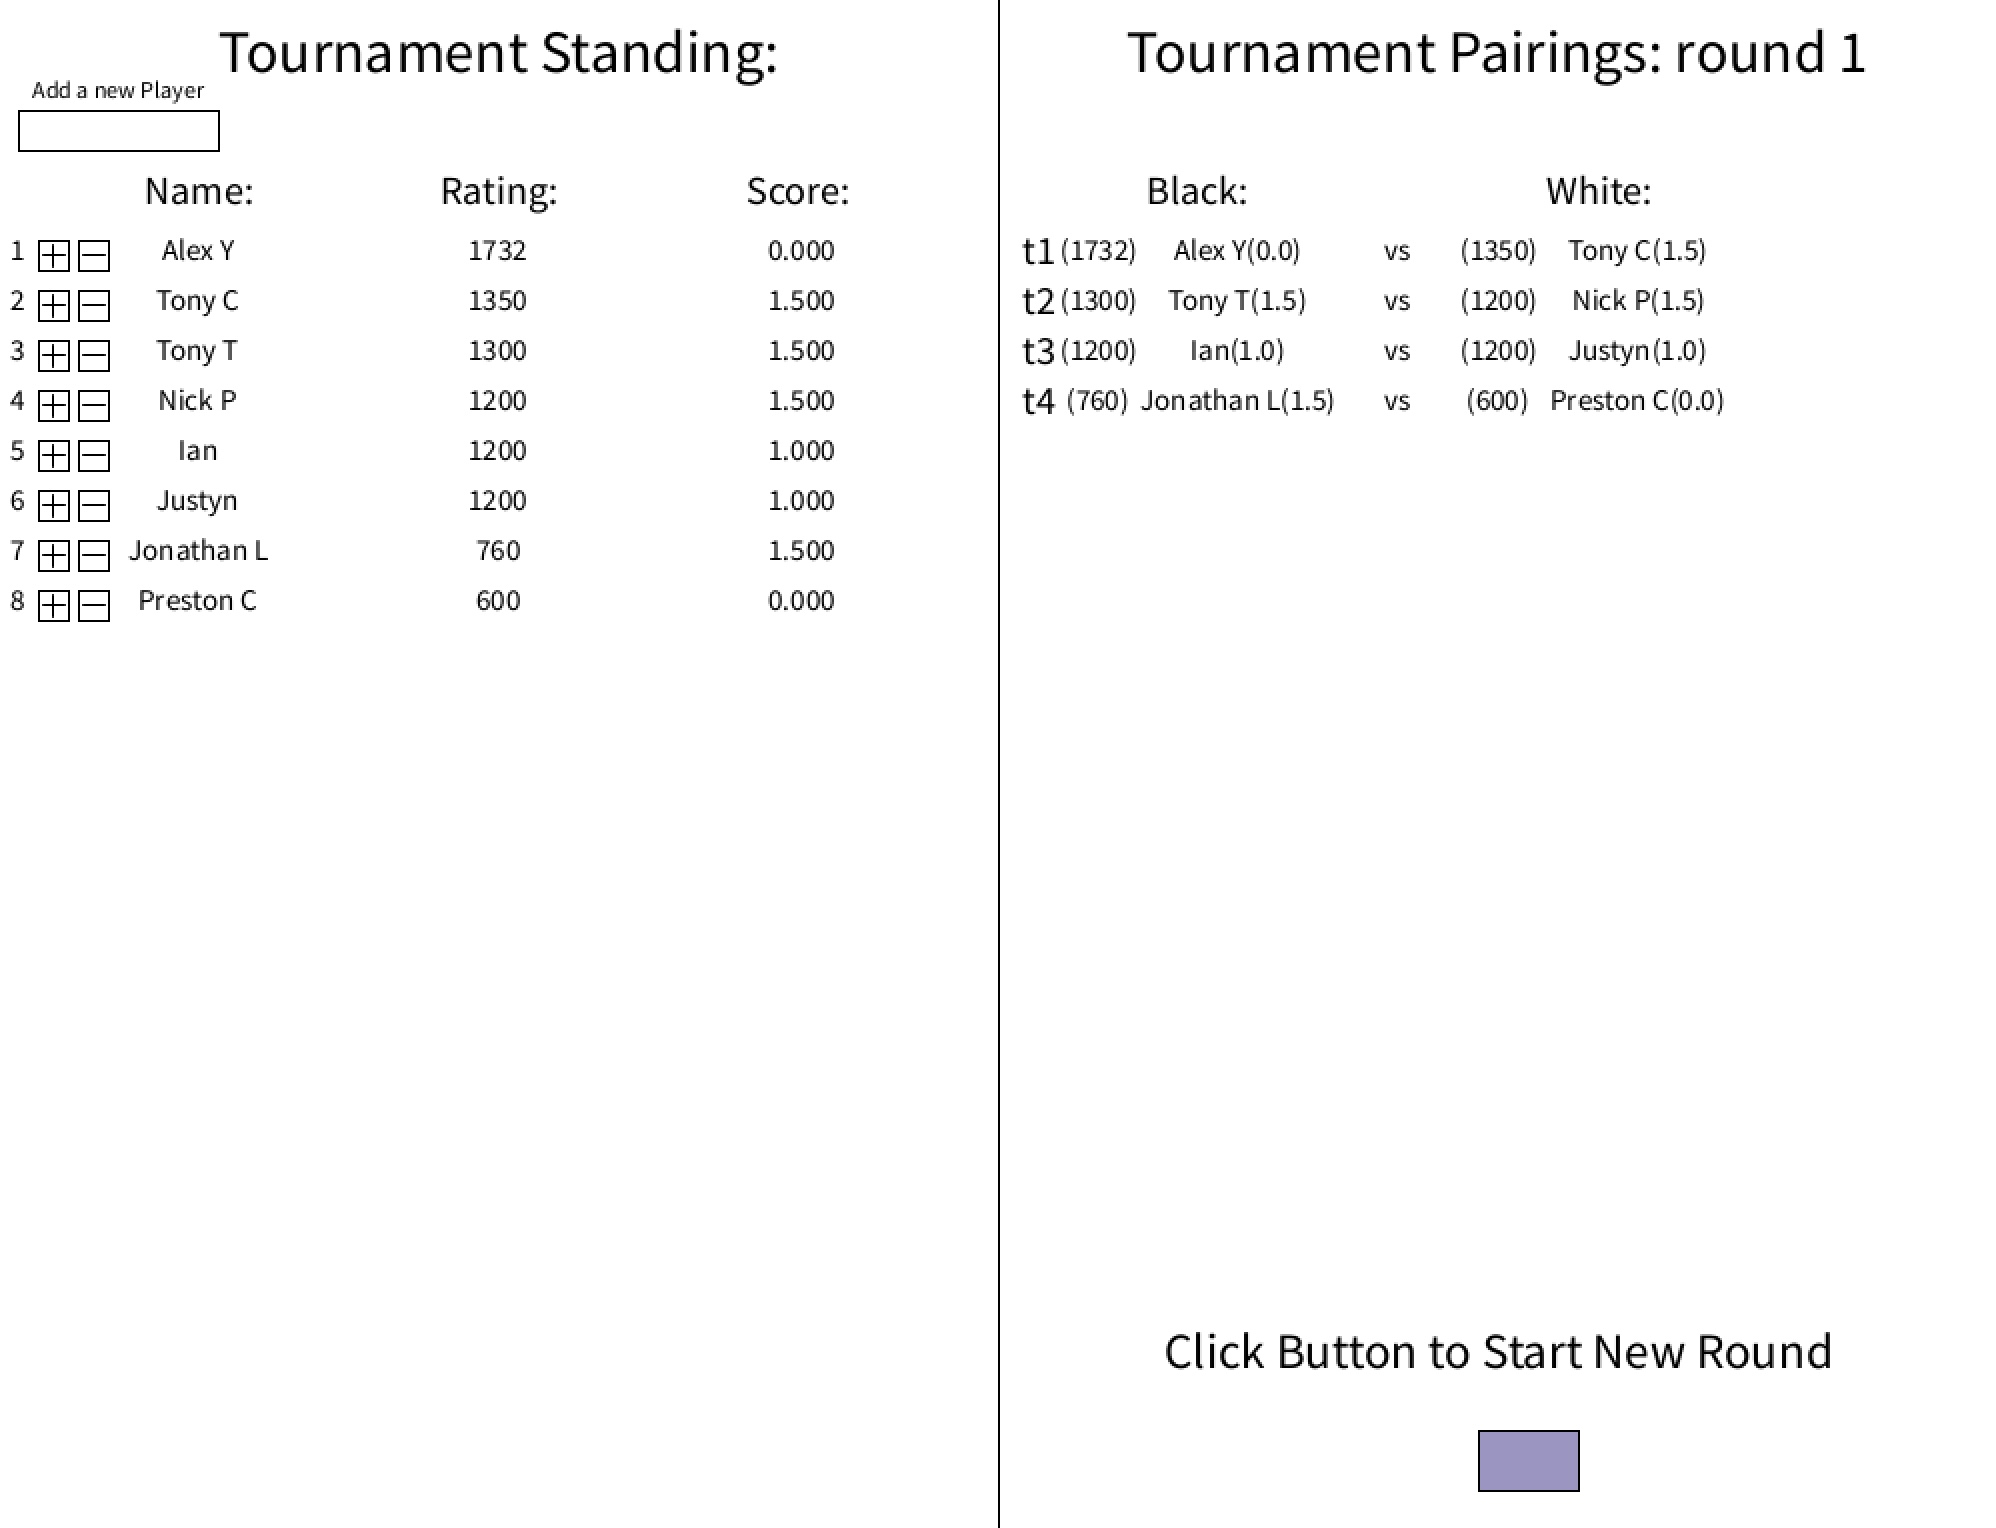 Tournament Standing:
Add a new Player
Name: Rating: Score:
1 Alex Y 1732 0.000
2 Tony C 1350 1.500
3 Tony T 1300 1.500
4 Nick P 1200 1.500
5 Ian 1200 1.000
6 Justyn 1200 1.000
7 Jonathan L 760 1.500
8 Preston C 600 0.000
Tournament Pairings: round 1
Black: White:
t1 (1732) Alex Y(0.0) vs (1350) Tony C(1.5)
t2 (1300) Tony T(1.5) vs (1200) Nick P(1.5)
t3 (1200) Ian(1.0) vs (1200) Justyn(1.0)
t4 (760) Jonathan L(1.5) vs (600) Preston C(0.0)
Click Button to Start New Round